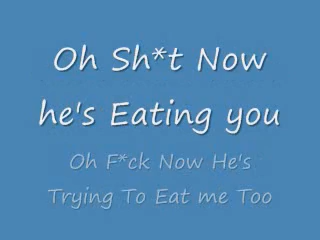 Oh Sh*t Now
he's Eating you
Oh F*ck Now He's
Trying To Eat me Too